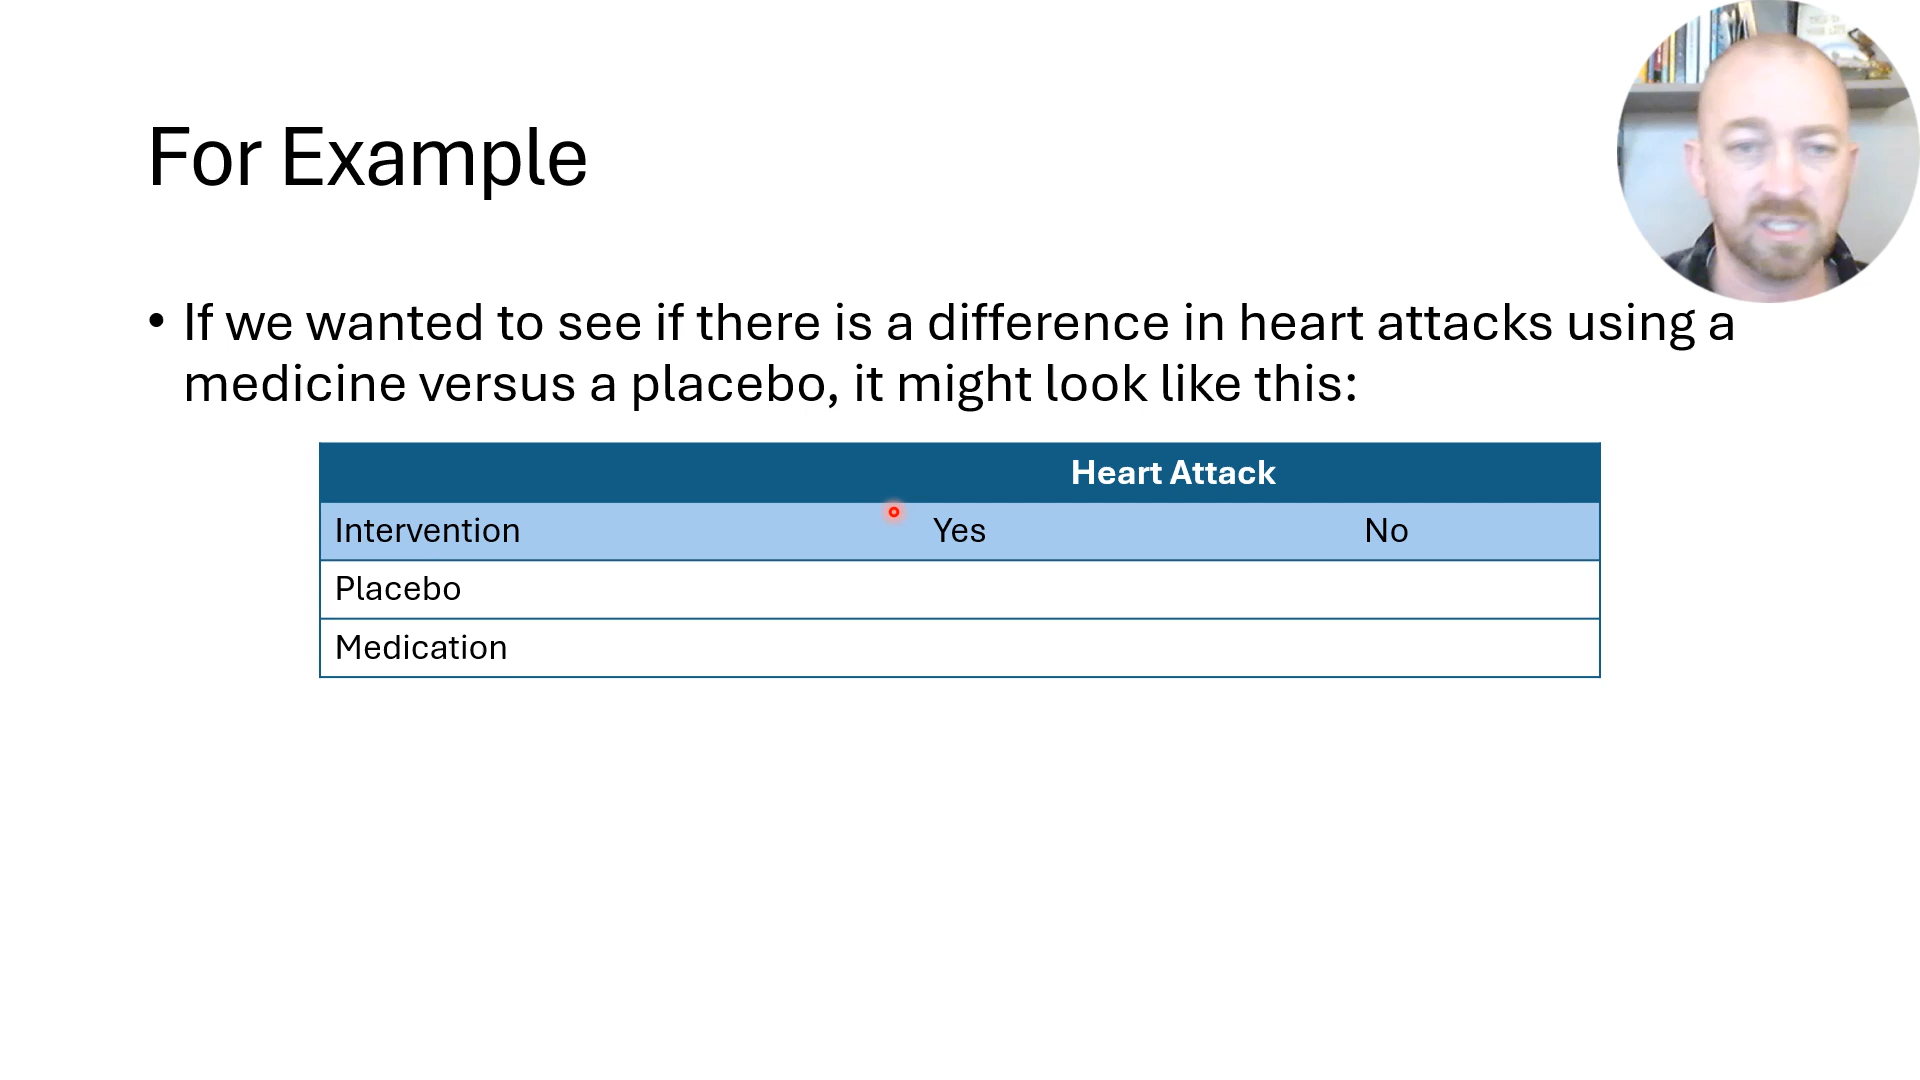 For Example
• If we wanted to see if there is a difference in heart attacks using a
medicine versus a placebo, it might look like this:
Heart Attack
Intervention Yes No
Placebo
Medication